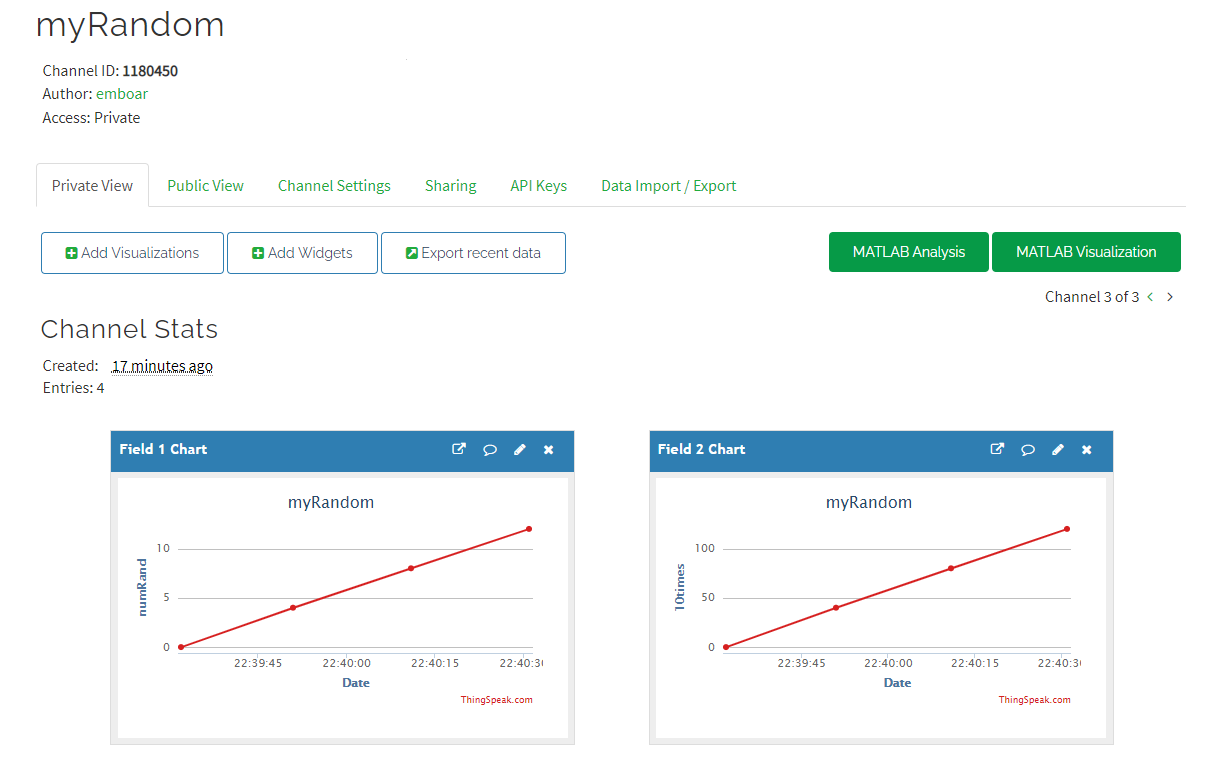 myRandom
Channel ID: 1180450
Author: emboar
Access: Private
Private View Public View Channel Settings Sharing API Keys Data Import / Export
Add Visualizations Add Widgets Export recent data MATLAB Analysis MATLAB Visualization
Channel 3 of 3 < >
Channel Stats
Created: 17 minutes ago
Entries: 4
Field 1 Chart
myRandom
numRand
10
5
0
22:39:45 22:40:00 22:40:15 22:40:30
Date
ThingSpeak.com
Field 2 Chart
myRandom
10times
100
50
0
22:39:45 22:40:00 22:40:15 22:40:30
Date
ThingSpeak.com